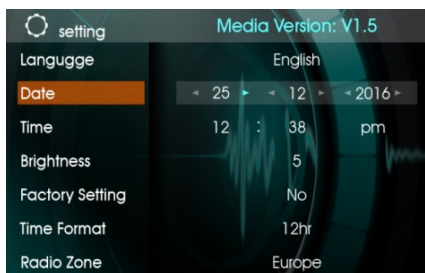 setting Media Version: V1.5
Langugge English
Date 25 12 2016
Time 12 : 38 pm
Brightness 5
Factory Setting No
Time Format 12hr
Radio Zone Europe